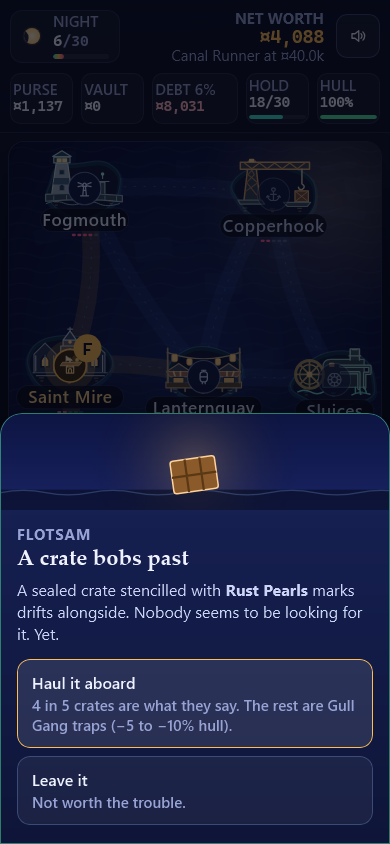 NIGHT
6/30
NET WORTH
¤4,088
Canal Runner at ¤40.0k
PURSE
¤1,137
VAULT
¤0
DEBT 6%
¤8,031
HOLD
18/30
HULL
100%
Fogmouth
Copperhook
F
Saint Mire
Lanternquay
Sluices
FLOTSAM
A crate bobs past
A sealed crate stencilled with Rust Pearls marks
drifts alongside. Nobody seems to be looking for
it. Yet.
Haul it aboard
4 in 5 crates are what they say. The rest are Gull
Gang traps (−5 to −10% hull).
Leave it
Not worth the trouble.